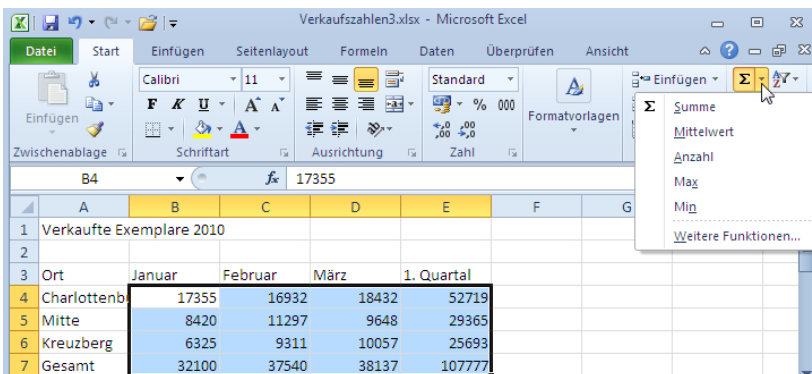 Verkaufszahlen3.xlsx - Microsoft Excel
Datei Start Einfügen Seitenlayout Formeln Daten Überprüfen Ansicht
Calibri 11 Standard Einfügen Σ
F K U A A % 000
Einfügen Formatvorlagen
Zwischenablage Schriftart Ausrichtung Zahl
Σ Summe
Mittelwert
Anzahl
Max
Min
Weitere Funktionen...
B4 fx 17355
A B C D E F G
1 Verkaufte Exemplare 2010
2
3 Ort Januar Februar März 1. Quartal
4 Charlottenb 17355 16932 18432 52719
5 Mitte 8420 11297 9648 29365
6 Kreuzberg 6325 9311 10057 25693
7 Gesamt 32100 37540 38137 107777